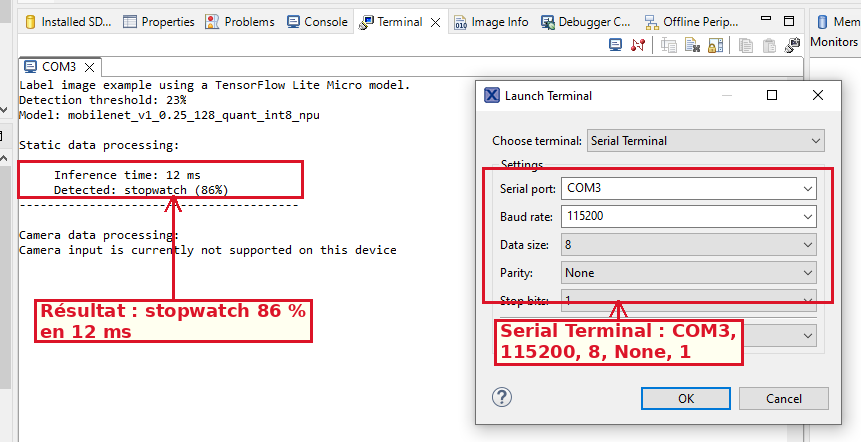 Installed SD... Properties Problems Console Terminal Image Info Debugger C... Offline Perip... Mem
Monitors
COM3
Label image example using a TensorFlow Lite Micro model.
Detection threshold: 23%
Model: mobilenet_v1_0.25_128_quant_int8_npu
Static data processing:
Inference time: 12 ms
Detected: stopwatch (86%)
----------------------------------------
Camera data processing:
Camera input is currently not supported on this device
Résultat : stopwatch 86 %
en 12 ms
Launch Terminal
Choose terminal: Serial Terminal
Settings
Serial port: COM3
Baud rate: 115200
Data size: 8
Parity: None
Stop bits: 1
Serial Terminal : COM3,
115200, 8, None, 1
OK Cancel